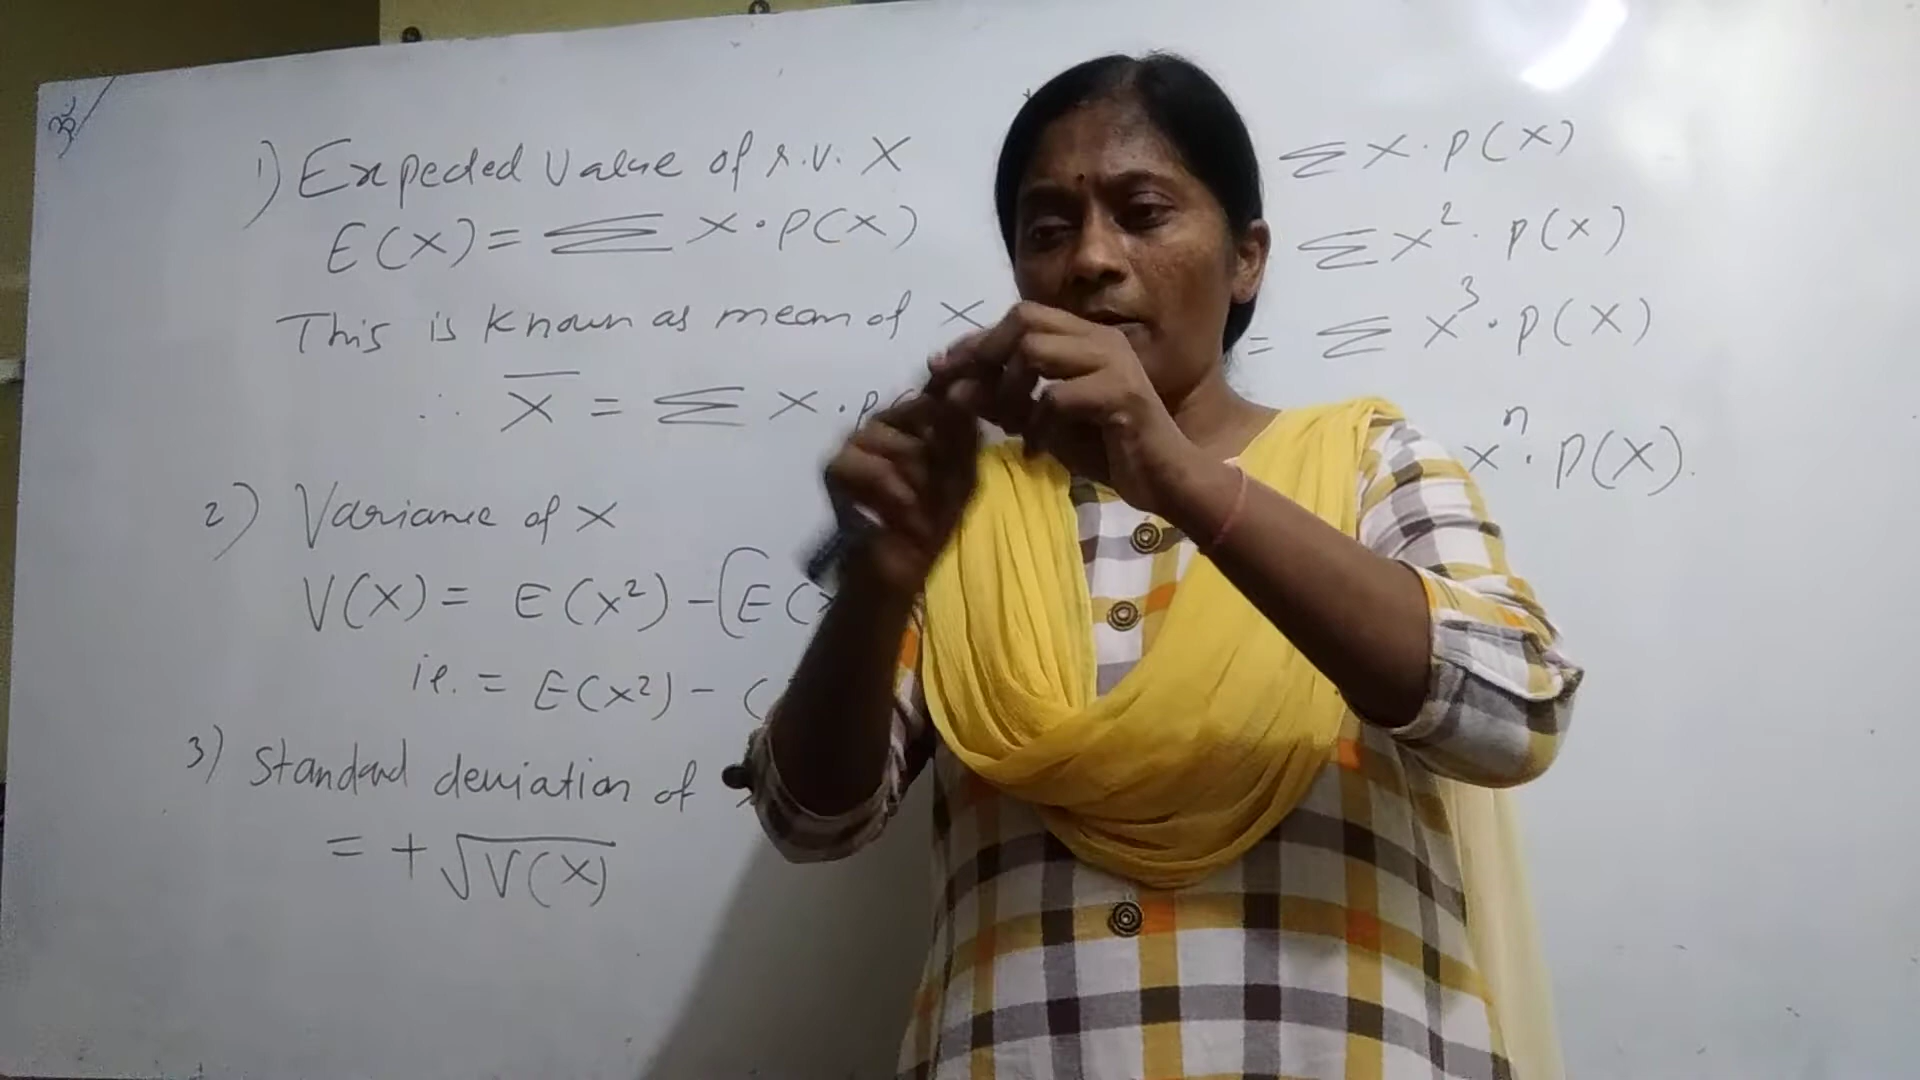 ॐ
1) Expected Value of r.v. X
E(X) = Σ X · P(X)
This is known as mean of X
∴ X̄ = Σ X · P(
2) Variance of X
V(X) = E(X²) - [E(X
ie. = E(X²) - (
3) Standard deviation of
= + √V(X)
Σ X · P(X)
Σ X² · P(X)
= Σ X³ · P(X)
Xⁿ · P(X).